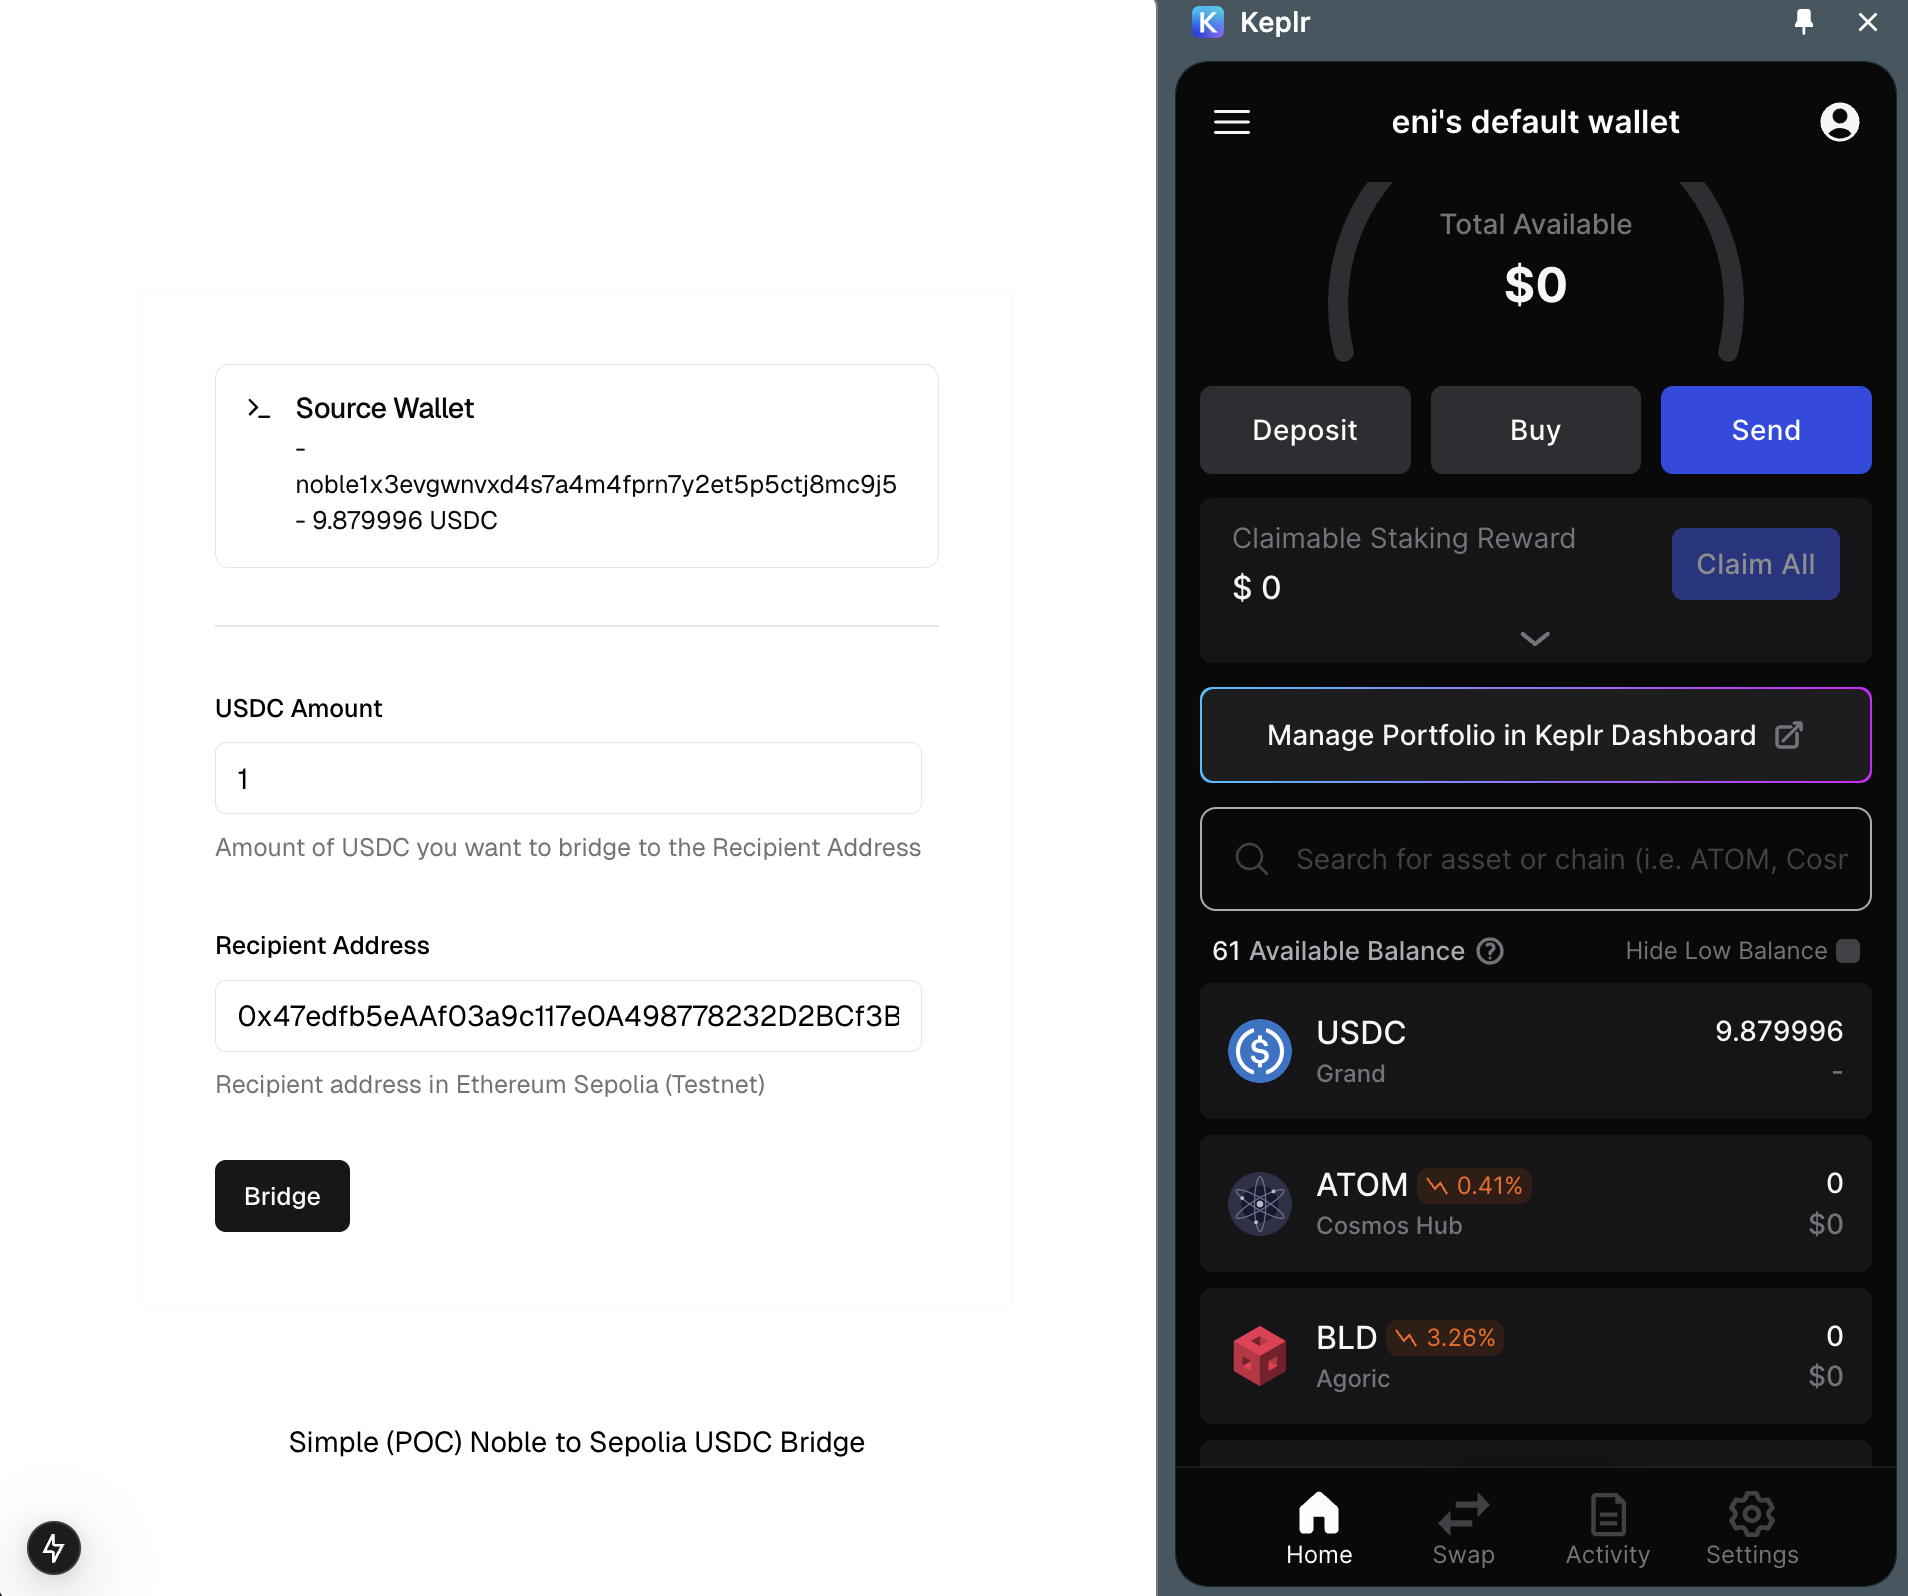 Source Wallet
-
noble1x3evgwnvxd4s7a4m4fprn7y2et5p5ctj8mc9j5
- 9.879996 USDC
USDC Amount
1
Amount of USDC you want to bridge to the Recipient Address
Recipient Address
0x47edfb5eAAf03a9c117e0A498778232D2BCf3B
Recipient address in Ethereum Sepolia (Testnet)
Bridge
Simple (POC) Noble to Sepolia USDC Bridge
Keplr
eni's default wallet
Total Available
$0
Deposit
Buy
Send
Claimable Staking Reward
$ 0
Claim All
Manage Portfolio in Keplr Dashboard
Search for asset or chain (i.e. ATOM, Cosm
61 Available Balance
Hide Low Balance
USDC
9.879996
Grand
-
ATOM 0.41%
0
Cosmos Hub
$0
BLD 3.26%
0
Agoric
$0
Home
Swap
Activity
Settings